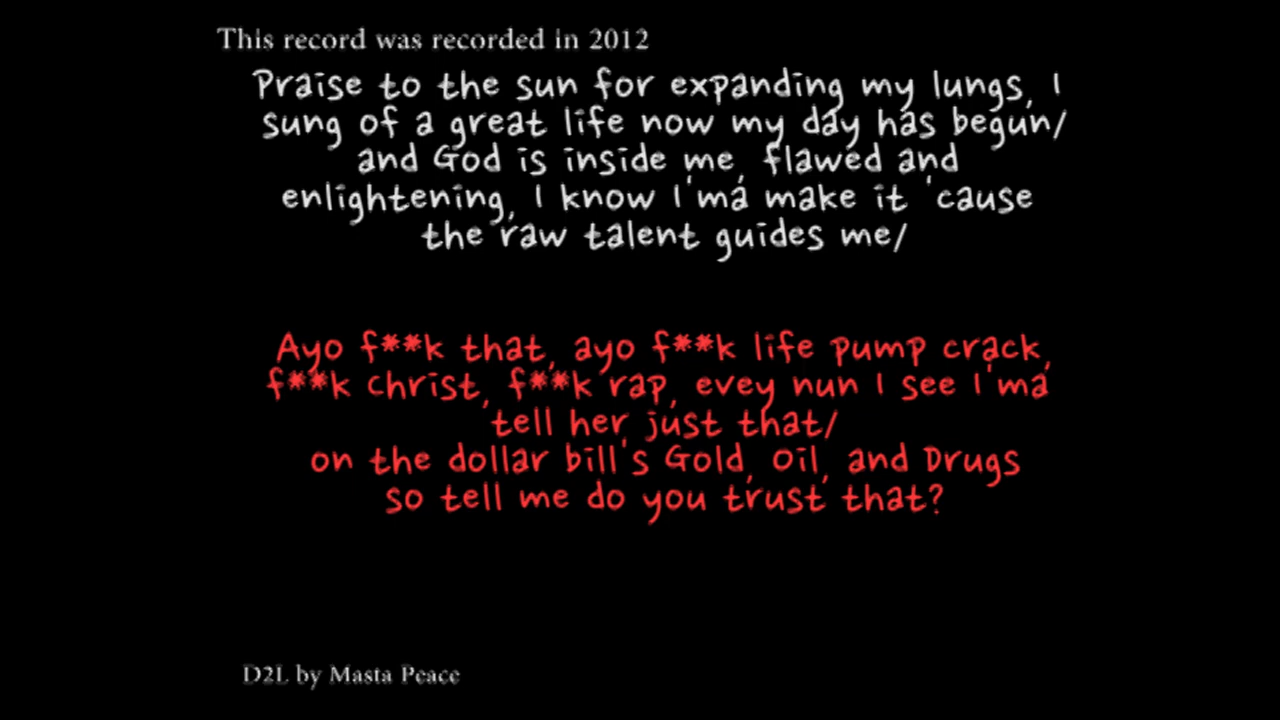 This record was recorded in 2012
Praise to the sun for expanding my lungs, I
sung of a great life now my day has begun/
and God is inside me, flawed and
enlightening, I know I'ma make it 'cause
the raw talent guides me/
Ayo f**k that, ayo f**k life pump crack,
f**k christ, f**k rap, evey nun I see I'ma
tell her just that/
on the dollar bill's Gold, Oil, and Drugs
so tell me do you trust that?
D2L by Masta Peace